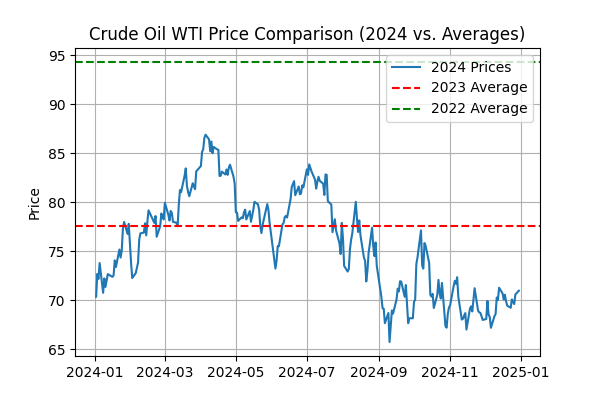 Crude Oil WTI Price Comparison (2024 vs. Averages)
2024 Prices
2023 Average
2022 Average
Price
95
90
85
80
75
70
65
2024-01
2024-03
2024-05
2024-07
2024-09
2024-11
2025-01